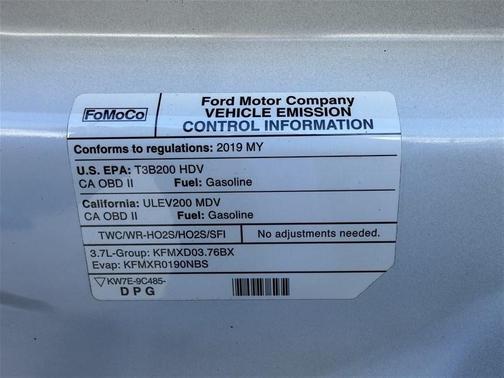 FoMoCo
Ford Motor Company
VEHICLE EMISSION
CONTROL INFORMATION
Conforms to regulations: 2019 MY
U.S. EPA: T3B200 HDV
CA OBD II Fuel: Gasoline
California: ULEV200 MDV
CA OBD II Fuel: Gasoline
TWC/WR-HO2S/HO2S/SFI No adjustments needed.
3.7L-Group: KFMXD03.76BX
Evap: KFMXR0190NBS
KW7E-9C485-
DPG